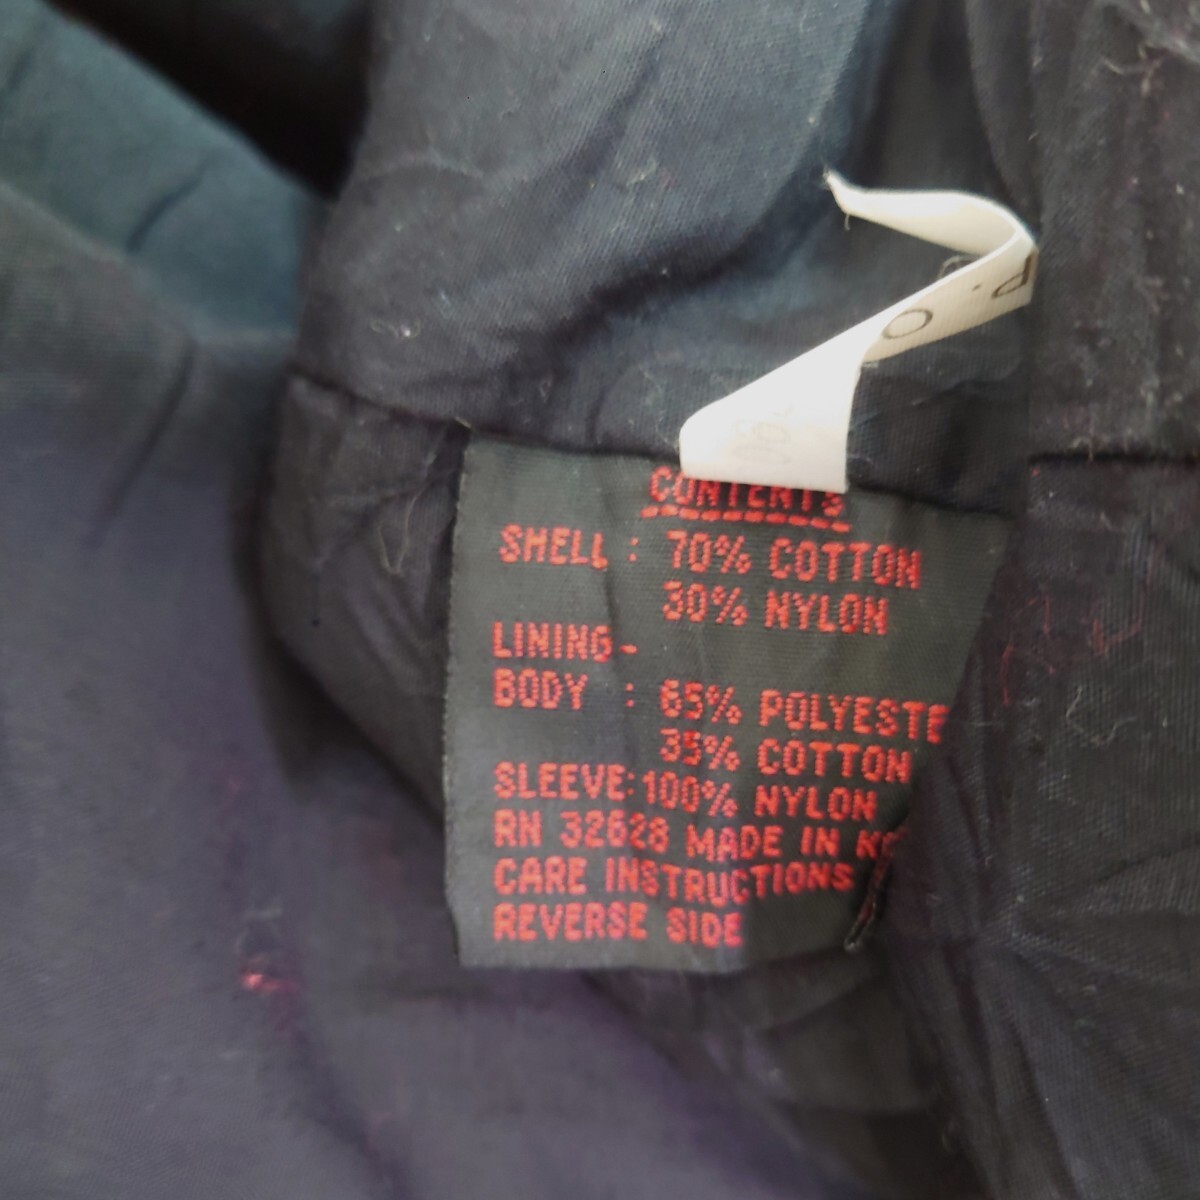 P.O
CONTENTS
SHELL : 70% COTTON
30% NYLON
LINING-
BODY : 65% POLYESTE
35% COTTON
SLEEVE: 100% NYLON
RN 32628 MADE IN
CARE INSTRUCTIONS
REVERSE SIDE